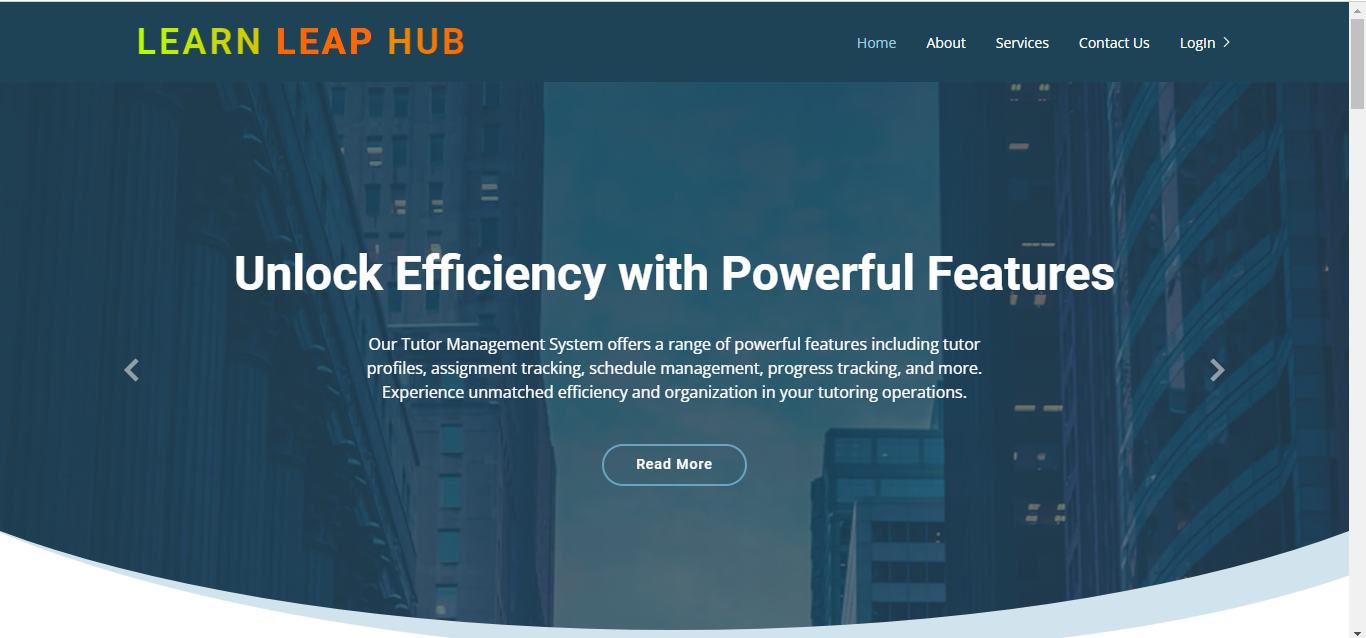 LEARN LEAP HUB
Home About Services Contact Us LogIn
Unlock Efficiency with Powerful Features
Our Tutor Management System offers a range of powerful features including tutor
profiles, assignment tracking, schedule management, progress tracking, and more.
Experience unmatched efficiency and organization in your tutoring operations.
Read More